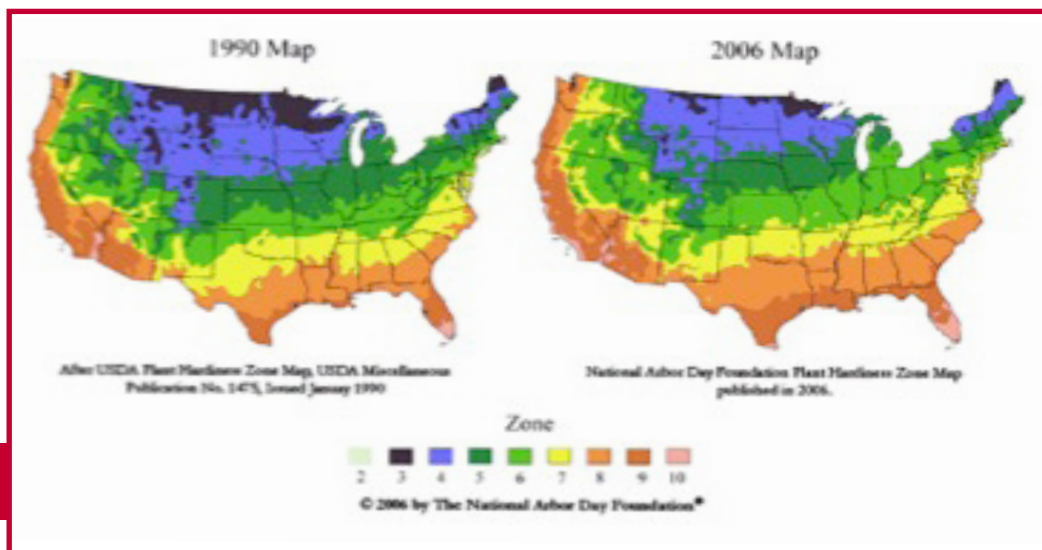 1990 Map
2006 Map
After USDA Plant Hardiness Zone Map, USDA Miscellaneous
Publication No. 1475, Issued January 1990
National Arbor Day Foundation Plant Hardiness Zone Map
published in 2006.
Zone
2 3 4 5 6 7 8 9 10
© 2006 by The National Arbor Day Foundation®